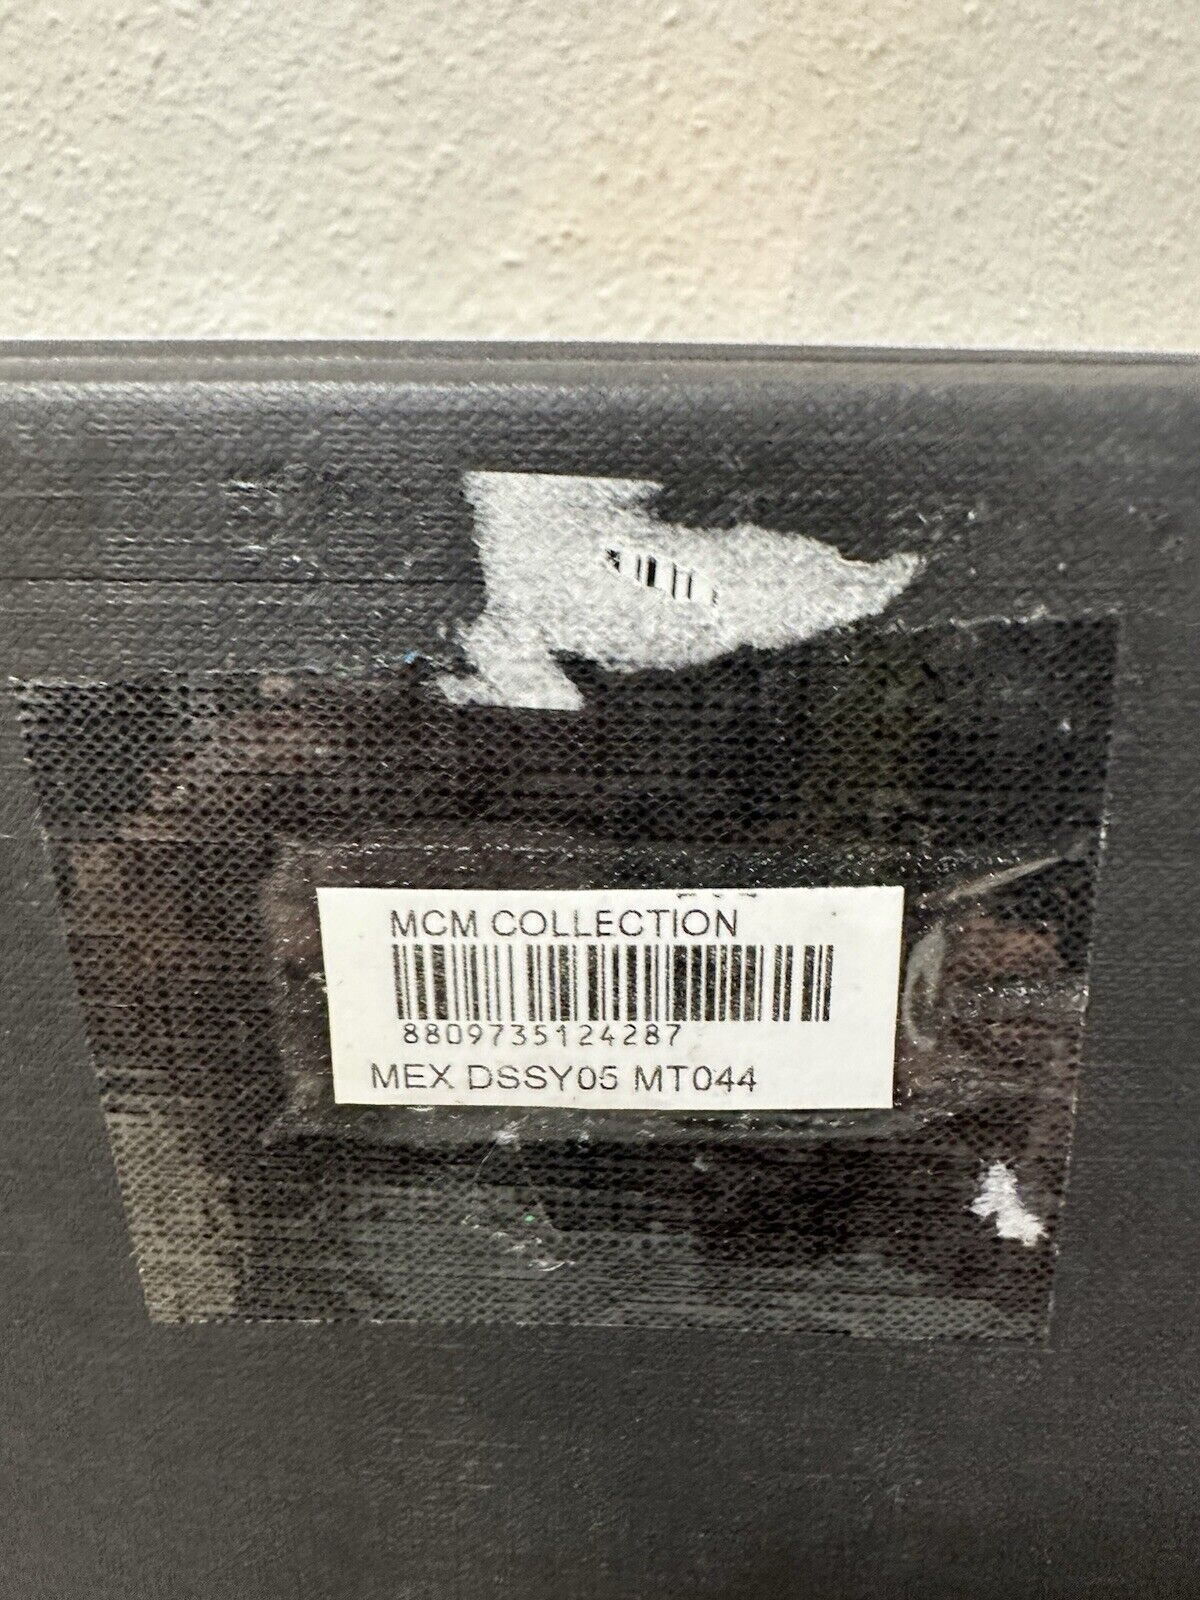 MCM COLLECTION
8809735124287
MEX DSSY05 MT044